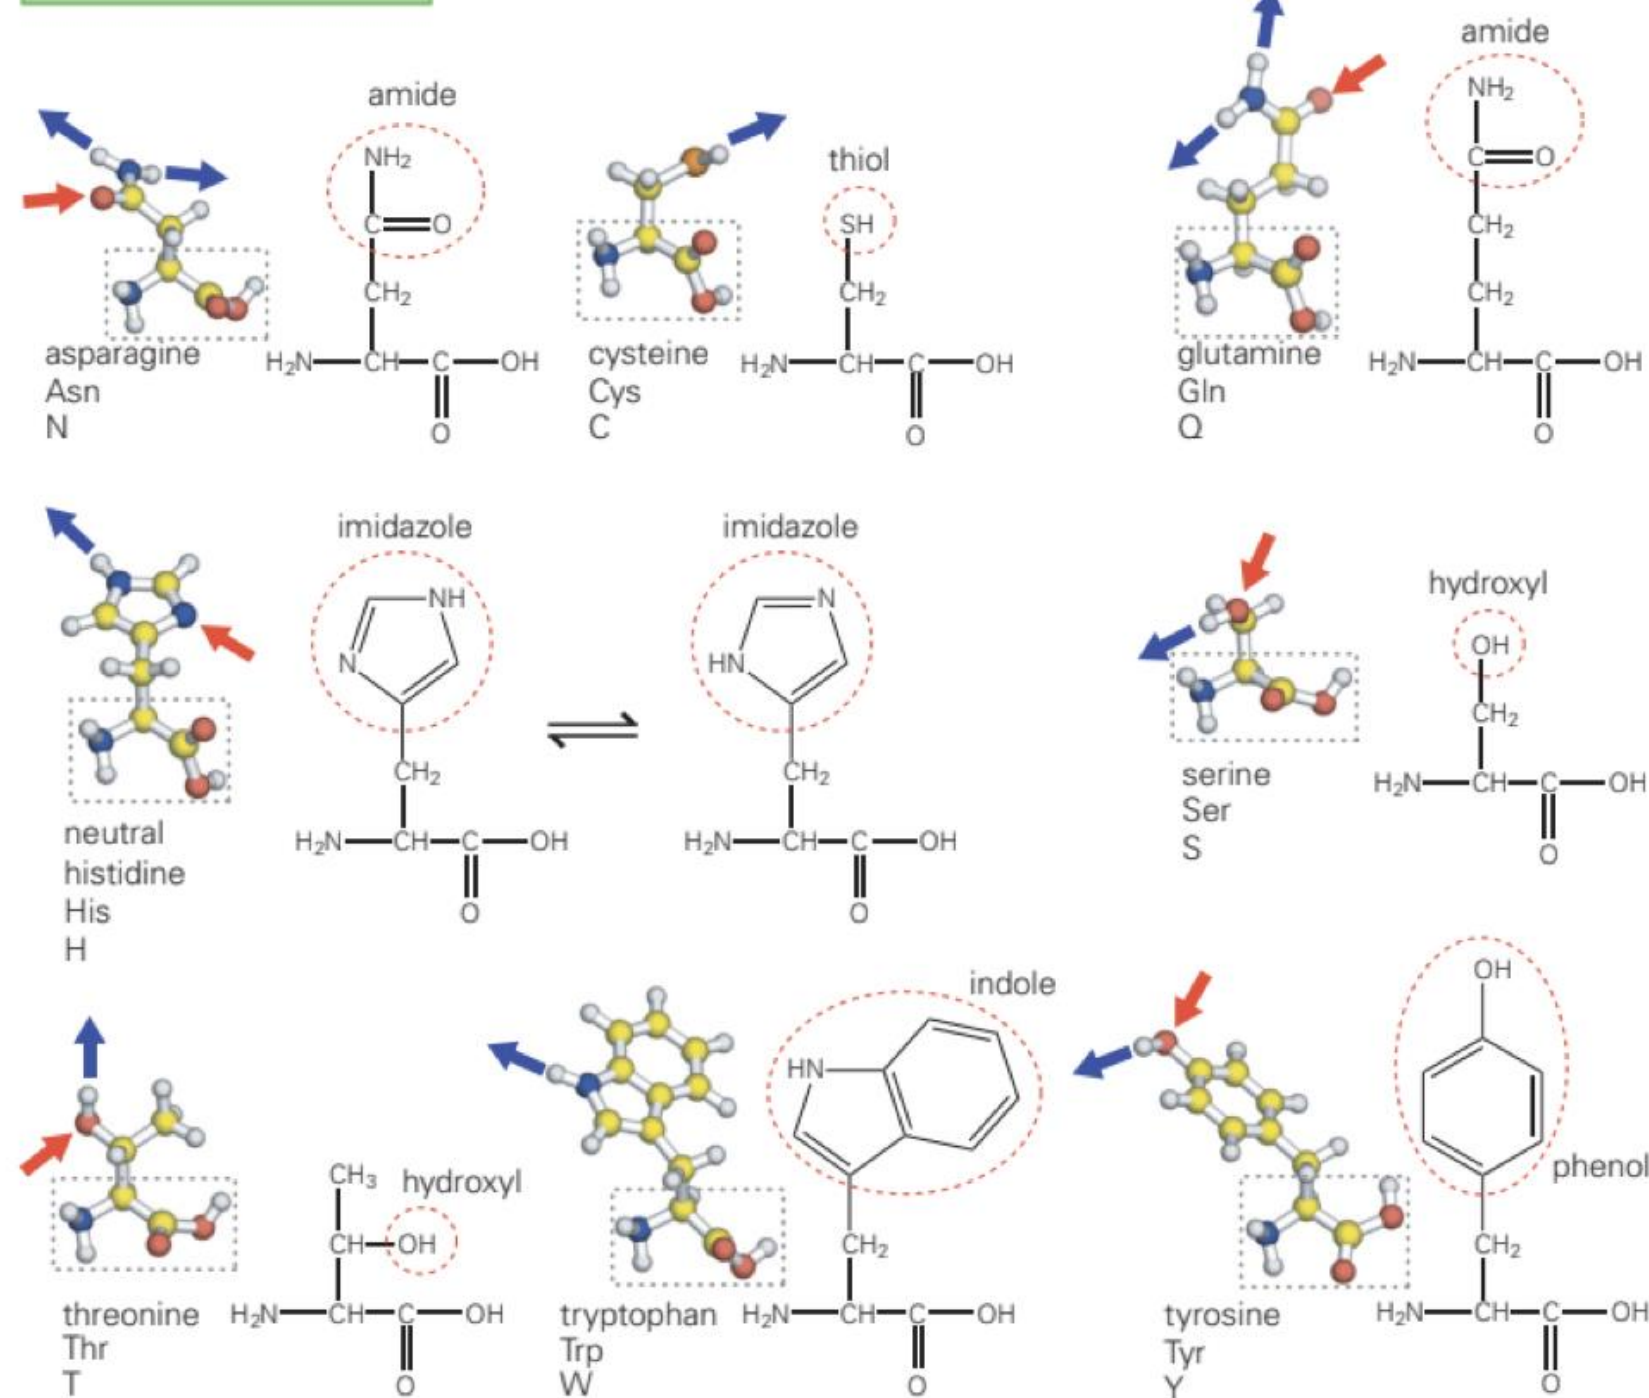 amide
NH₂
C=O
CH₂
H₂N—CH—C—OH
O
asparagine
Asn
N
thiol
SH
CH₂
H₂N—CH—C—OH
O
cysteine
Cys
C
amide
NH₂
C=O
CH₂
CH₂
H₂N—CH—C—OH
O
glutamine
Gln
Q
imidazole
NH
N
CH₂
H₂N—CH—C—OH
O
imidazole
N
HN
CH₂
H₂N—CH—C—OH
O
neutral
histidine
His
H
hydroxyl
OH
CH₂
H₂N—CH—C—OH
O
serine
Ser
S
CH₃
hydroxyl
CH—OH
H₂N—CH—C—OH
O
threonine
Thr
T
indole
HN
CH₂
H₂N—CH—C—OH
O
tryptophan
Trp
W
OH
phenol
CH₂
H₂N—CH—C—OH
O
tyrosine
Tyr
Y